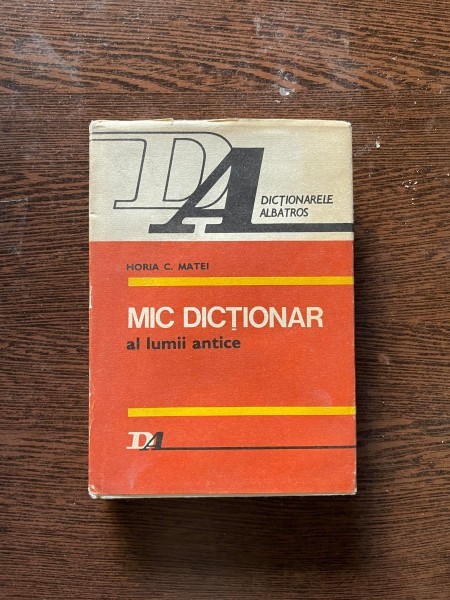 DA
DICȚIONARELE
ALBATROS
HORIA C. MATEI
MIC DICȚIONAR
al lumii antice
DA